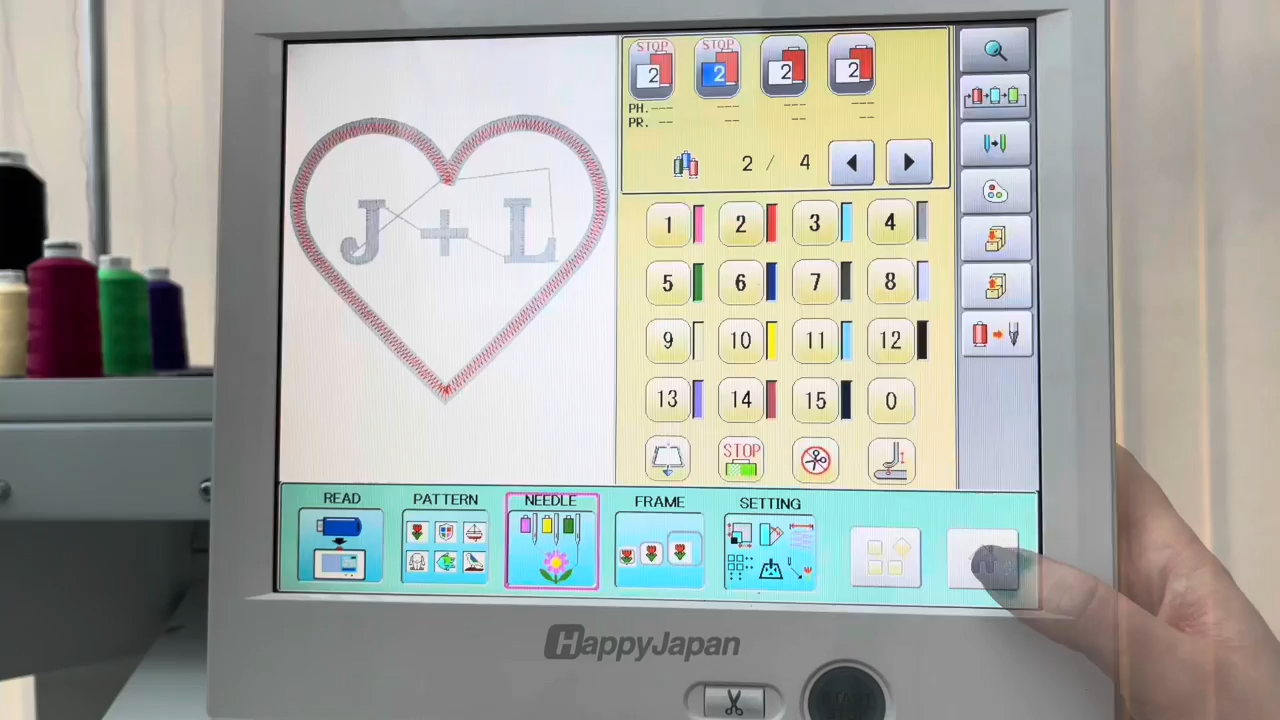 STOP STOP
2 2 2 2
PH. --- --- --- ---
PR. -- -- -- --
2 / 4
J + L
1 2 3 4
5 6 7 8
9 10 11 12
13 14 15 0
STOP
READ PATTERN NEEDLE FRAME SETTING
HappyJapan